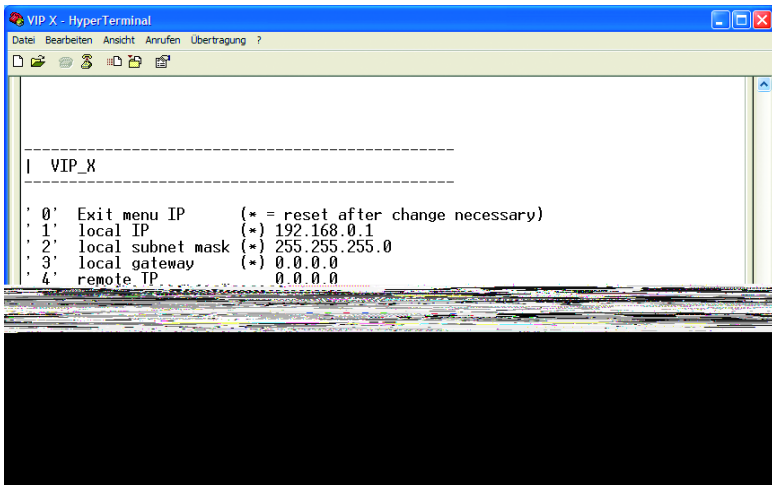 VIP X - HyperTerminal
Datei Bearbeiten Ansicht Anrufen Übertragung ?
| VIP_X
' 0' Exit menu IP (* = reset after change necessary)
' 1' local IP (*) 192.168.0.1
' 2' local subnet mask (*) 255.255.255.0
' 3' local gateway (*) 0.0.0.0
' 4' remote IP 0.0.0.0